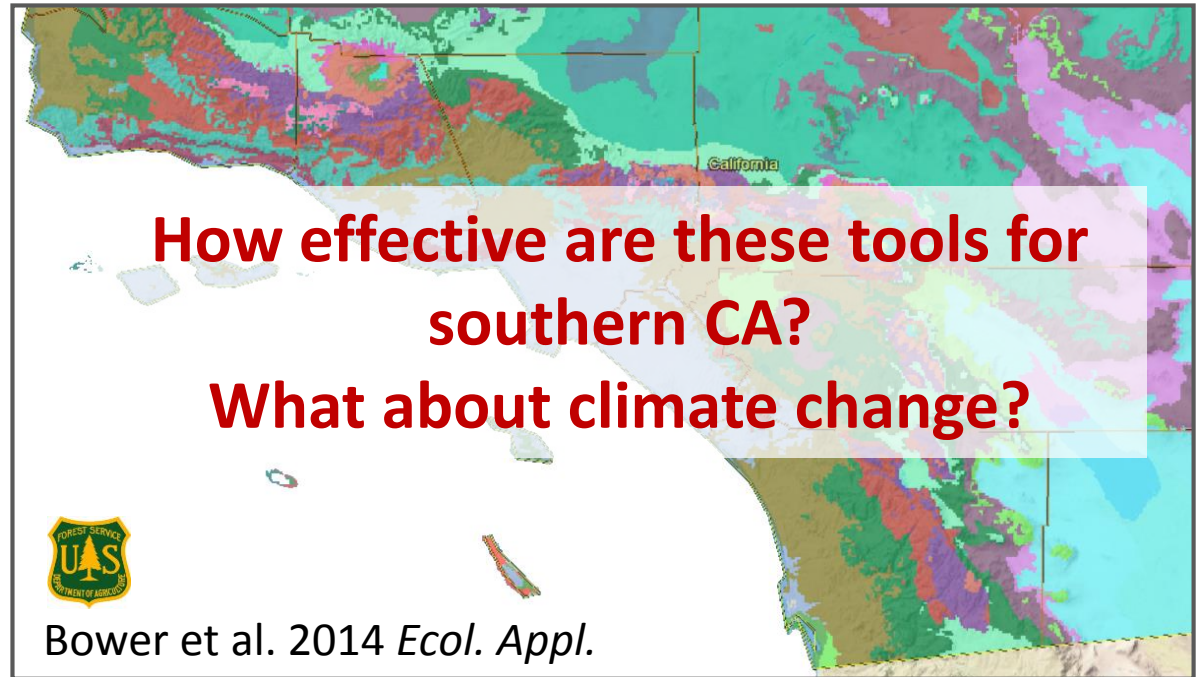 California
How effective are these tools for
southern CA?
What about climate change?
FOREST SERVICE
U S
DEPARTMENT OF AGRICULTURE
Bower et al. 2014 Ecol. Appl.